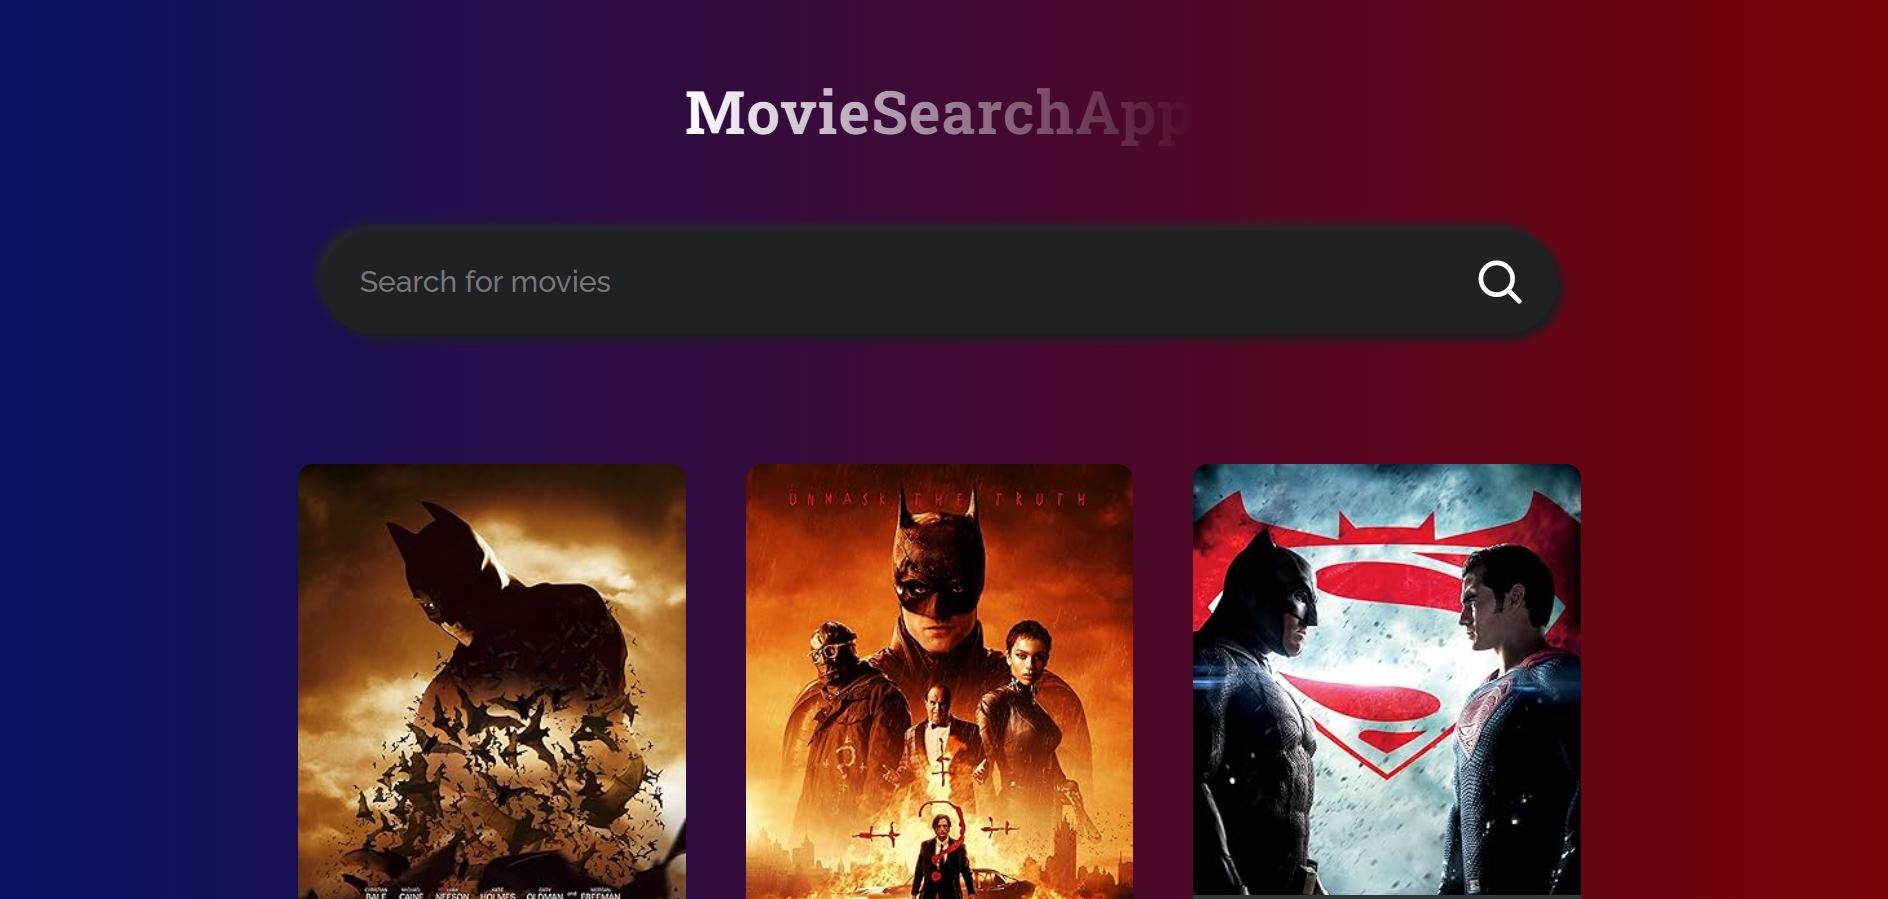 MovieSearchApp
Search for movies
UNMASK THE TRUTH
CHRISTIAN MICHAEL LIAM KATIE GARY MORGAN
BALE CAINE NEESON HOLMES OLDMAN and FREEMAN